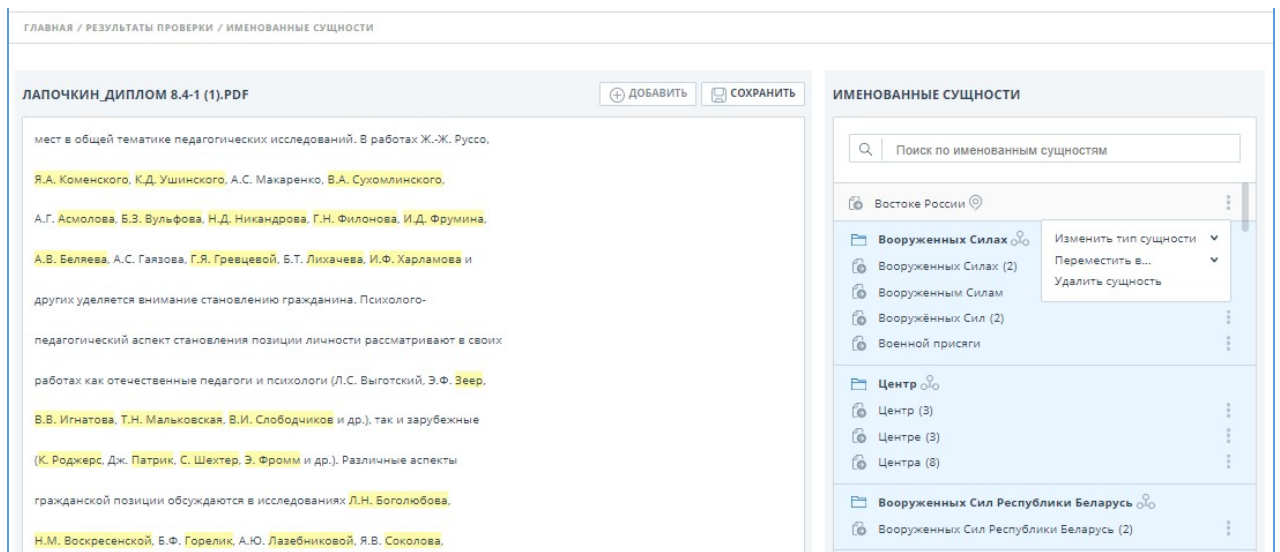 ГЛАВНАЯ / РЕЗУЛЬТАТЫ ПРОВЕРКИ / ИМЕНОВАННЫЕ СУЩНОСТИ
ЛАПОЧКИН_ДИПЛОМ 8.4-1 (1).PDF
ДОБАВИТЬ
СОХРАНИТЬ
мест в общей тематике педагогических исследований. В работах Ж.-Ж. Руссо,
Я.А. Коменского, К.Д. Ушинского, А.С. Макаренко, В.А. Сухомлинского,
А.Г. Асмолова, Б.З. Вульфова, Н.Д. Никандрова, Г.Н. Филонова, И.Д. Фрумина,
А.В. Беляева, А.С. Гаязова, Г.Я. Гревцевой, Б.Т. Лихачева, И.Ф. Харламова и
других уделяется внимание становлению гражданина. Психолого-
педагогический аспект становления позиции личности рассматривают в своих
работах как отечественные педагоги и психологи (Л.С. Выготский, Э.Ф. Зеер,
В.В. Игнатова, Т.Н. Мальковская, В.И. Слободчиков и др.), так и зарубежные
(К. Роджерс, Дж. Патрик, С. Шехтер, Э. Фромм и др.). Различные аспекты
гражданской позиции обсуждаются в исследованиях Л.Н. Боголюбова,
Н.М. Воскресенской, Б.Ф. Горелик, А.Ю. Лазебниковой, Я.В. Соколова,
ИМЕНОВАННЫЕ СУЩНОСТИ
Поиск по именованным сущностям
Востоке России
Вооруженных Силах
Вооруженных Силах (2)
Вооруженным Силам
Вооружённых Сил (2)
Военной присяги
Изменить тип сущности
Переместить в...
Удалить сущность
Центр
Центр (3)
Центре (3)
Центра (8)
Вооруженных Сил Республики Беларусь
Вооруженных Сил Республики Беларусь (2)